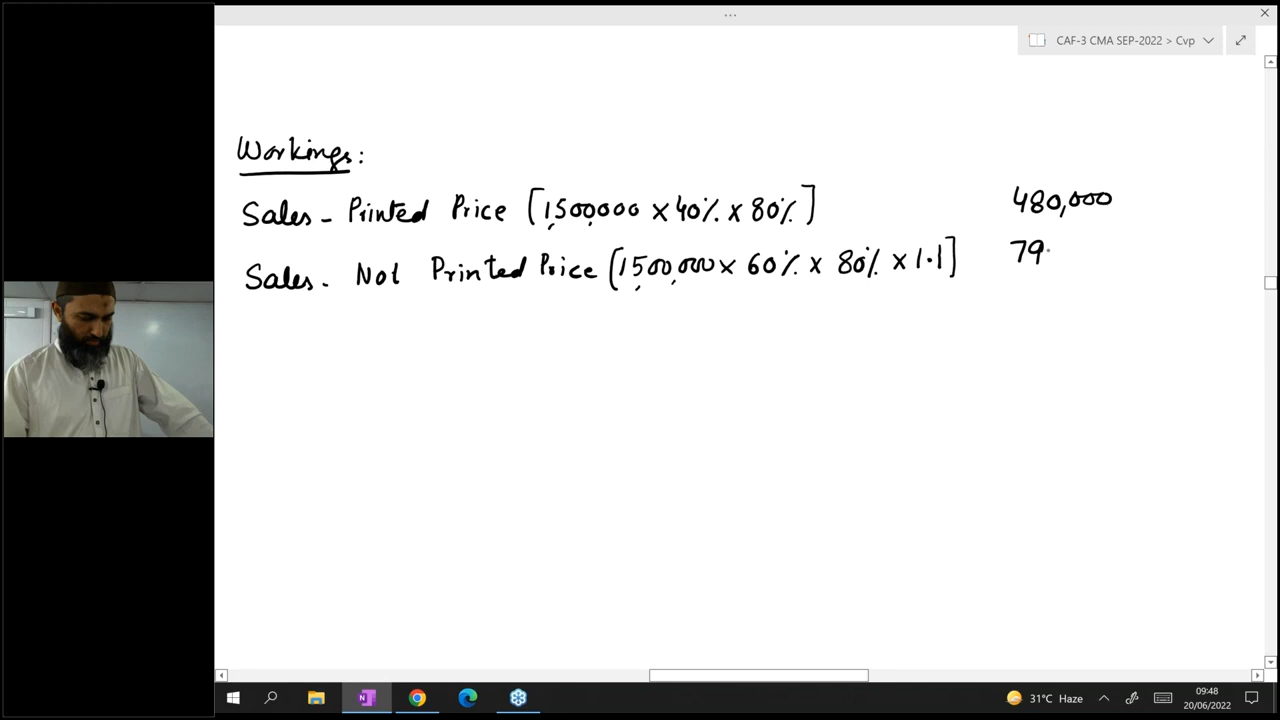 CAF-3 CMA SEP-2022 > Cvp
Workings:
Sales - Printed Price [1,500,000 x 40% x 80%] 480,000
Sales - Not Printed Price [1,500,000 x 60% x 80% x 1.1] 79
31°C Haze
09:48
20/06/2022